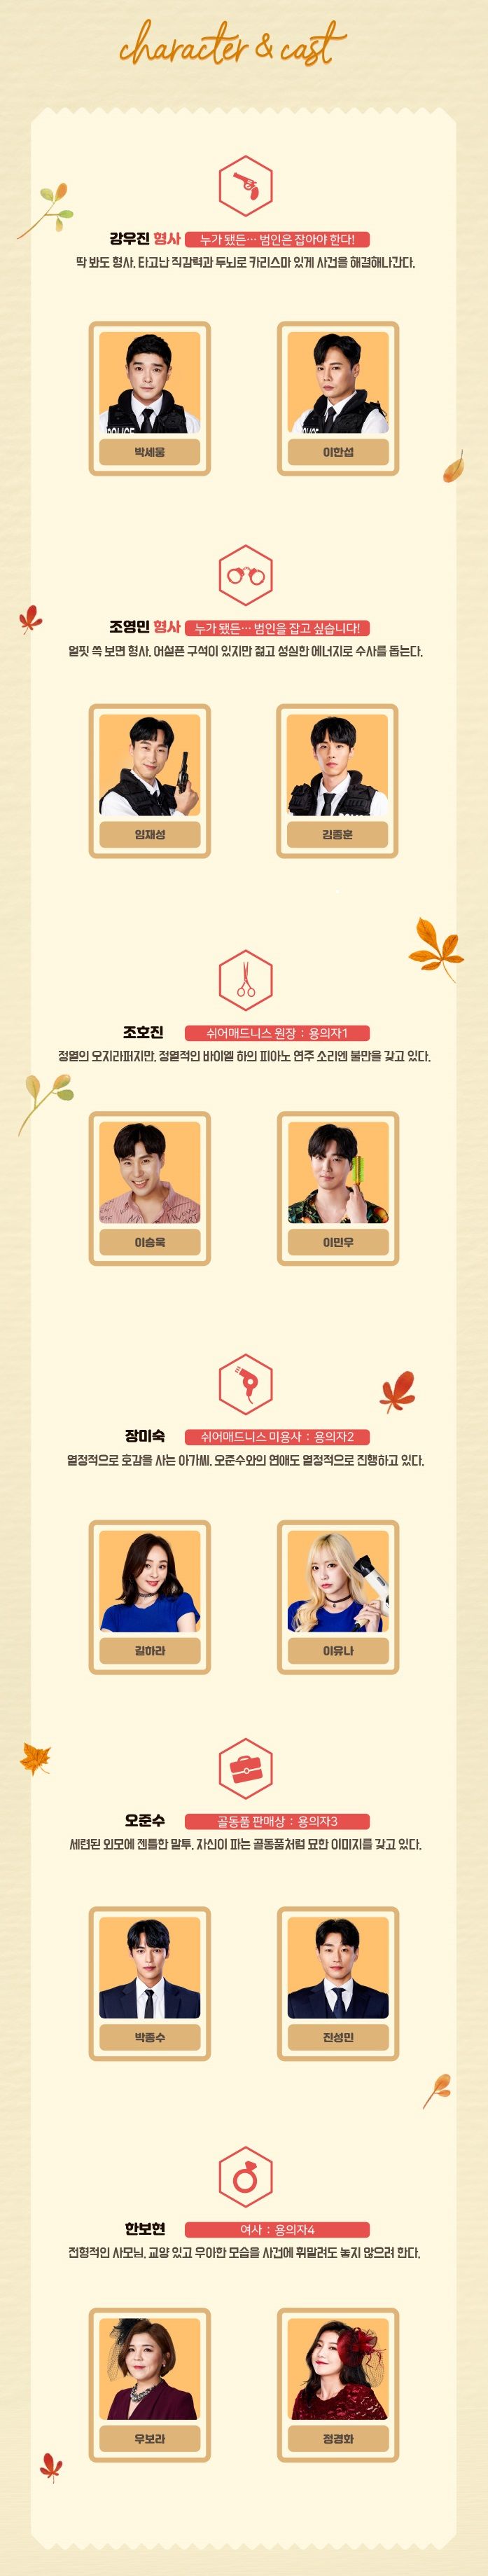 character & cast
강우진 형사 누가 됐든... 범인은 잡아야 한다!
딱 봐도 형사. 타고난 직감력과 두뇌로 카리스마 있게 사건을 해결해나간다.
POLICE
박세웅 이한섭
조영민 형사 누가 됐든... 범인을 잡고 싶습니다!
얼핏 쏙 보면 형사. 어설픈 구석이 있지만 젊고 성실한 에너지로 수사를 돕는다.
임재성 김종훈
조호진 쉬어매드니스 원장 : 용의자1
정열의 오지라퍼지만, 정열적인 바이엘 하의 피아노 연주 소리엔 불만을 갖고 있다.
이승욱 이민우
장미숙 쉬어매드니스 미용사 : 용의자2
열정적으로 호감을 사는 아가씨. 오준수와의 연애도 열정적으로 진행하고 있다.
길하라 이유나
오준수 골동품 판매상 : 용의자3
세련된 외모에 젠틀한 말투, 자신이 파는 골동품처럼 묘한 이미지를 갖고 있다.
박종수 진성민
한보현 여사 : 용의자4
전형적인 사모님. 교양 있고 우아한 모습을 사건에 휘말려도 놓지 않으려 한다.
우보라 정경화